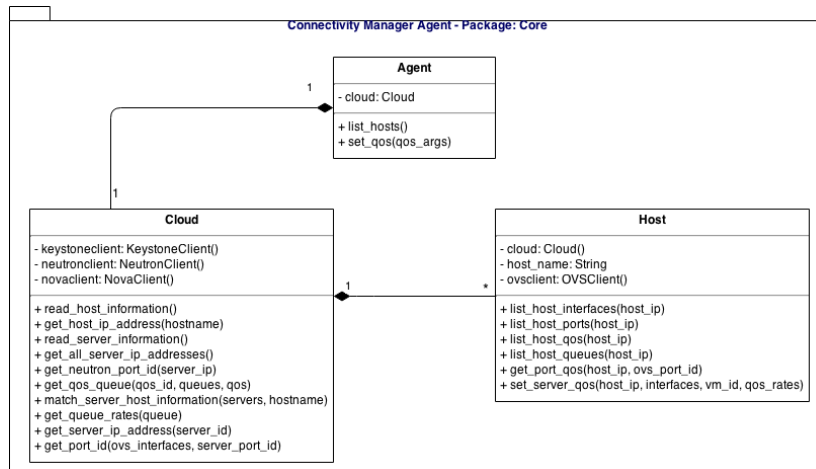 Connectivity Manager Agent - Package: Core
Agent
- cloud: Cloud
+ list_hosts()
+ set_qos(qos_args)
1
1
Cloud
- keystoneclient: KeystoneClient()
- neutronclient: NeutronClient()
- novaclient: NovaClient()
+ read_host_information()
+ get_host_ip_address(hostname)
+ read_server_information()
+ get_all_server_ip_addresses()
+ get_neutron_port_id(server_ip)
+ get_qos_queue(qos_id, queues, qos)
+ match_server_host_information(servers, hostname)
+ get_queue_rates(queue)
+ get_server_ip_address(server_id)
+ get_port_id(ovs_interfaces, server_port_id)
1
*
Host
- cloud: Cloud()
- host_name: String
- ovsclient: OVSClient()
+ list_host_interfaces(host_ip)
+ list_host_ports(host_ip)
+ list_host_qos(host_ip)
+ list_host_queues(host_ip)
+ get_port_qos(host_ip, ovs_port_id)
+ set_server_qos(host_ip, interfaces, vm_id, qos_rates)